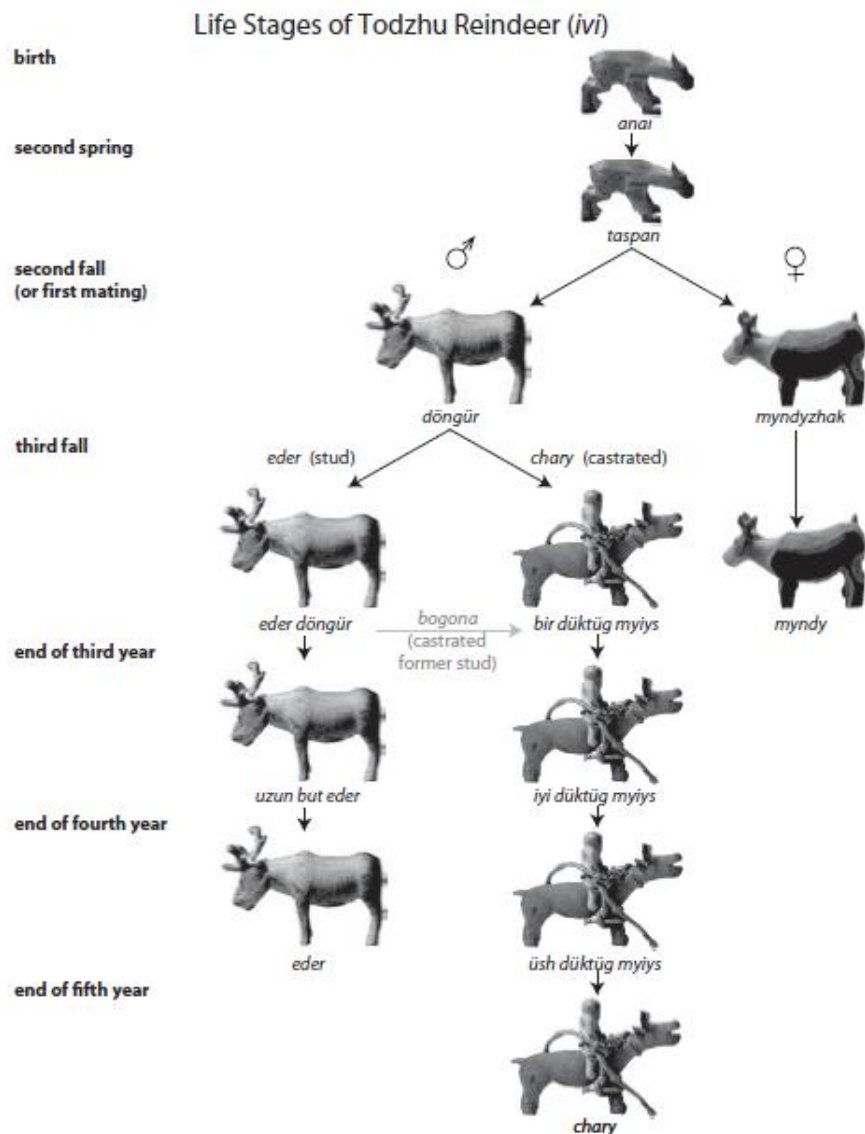 Life Stages of Todzhu Reindeer (ivi)
birth
anai
second spring
taspan
♂ ♀
second fall
(or first mating)
döngür myndyzhak
third fall
eder (stud) chary (castrated)
eder döngür bogona bir düktüg myiys myndy
(castrated
former stud)
end of third year
uzun but eder iyi düktüg myiys
end of fourth year
eder üsh düktüg myiys
end of fifth year
chary